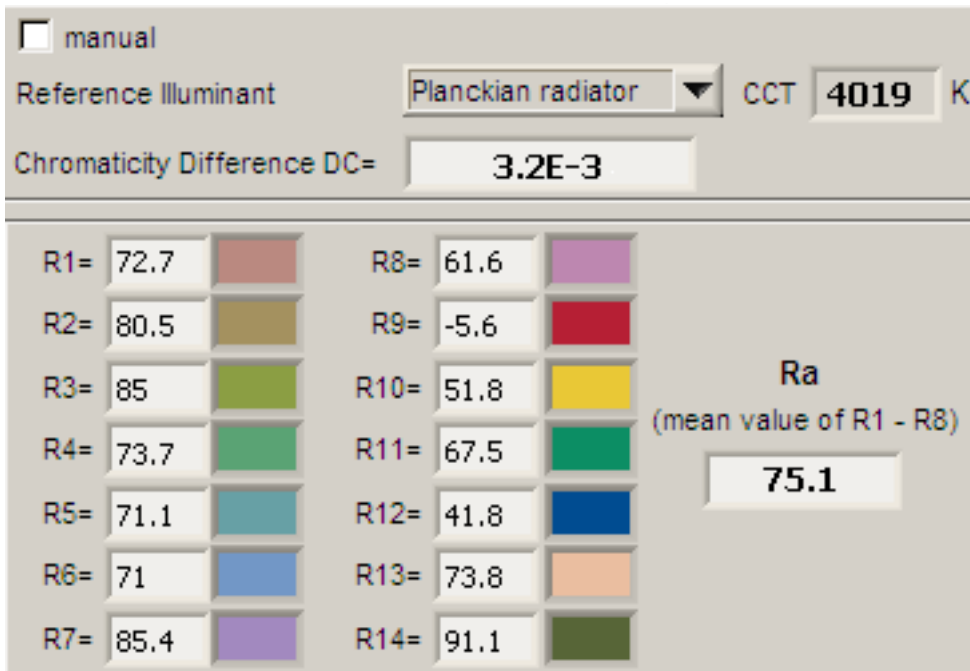 manual
Reference Illuminant Planckian radiator CCT 4019 K
Chromaticity Difference DC= 3.2E-3
R1= 72.7 R8= 61.6
R2= 80.5 R9= -5.6
R3= 85 R10= 51.8
Ra
R4= 73.7 R11= 67.5
(mean value of R1 - R8)
75.1
R5= 71.1 R12= 41.8
R6= 71 R13= 73.8
R7= 85.4 R14= 91.1